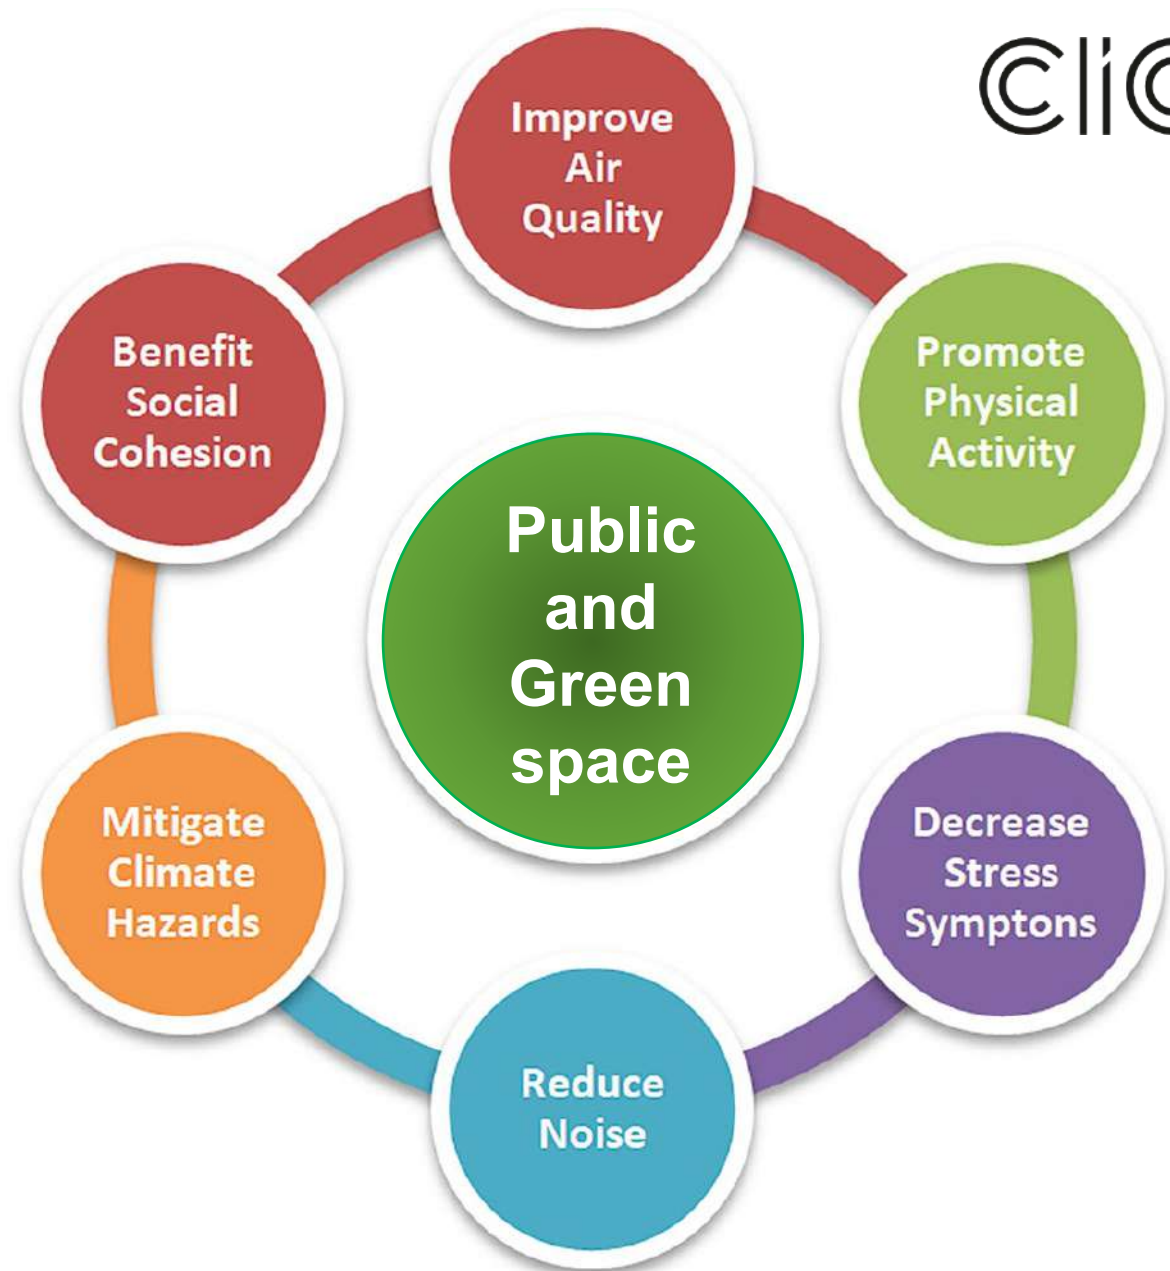 Improve
Air
Quality
Promote
Physical
Activity
Decrease
Stress
Symptons
Reduce
Noise
Mitigate
Climate
Hazards
Benefit
Social
Cohesion
Public
and
Green
space